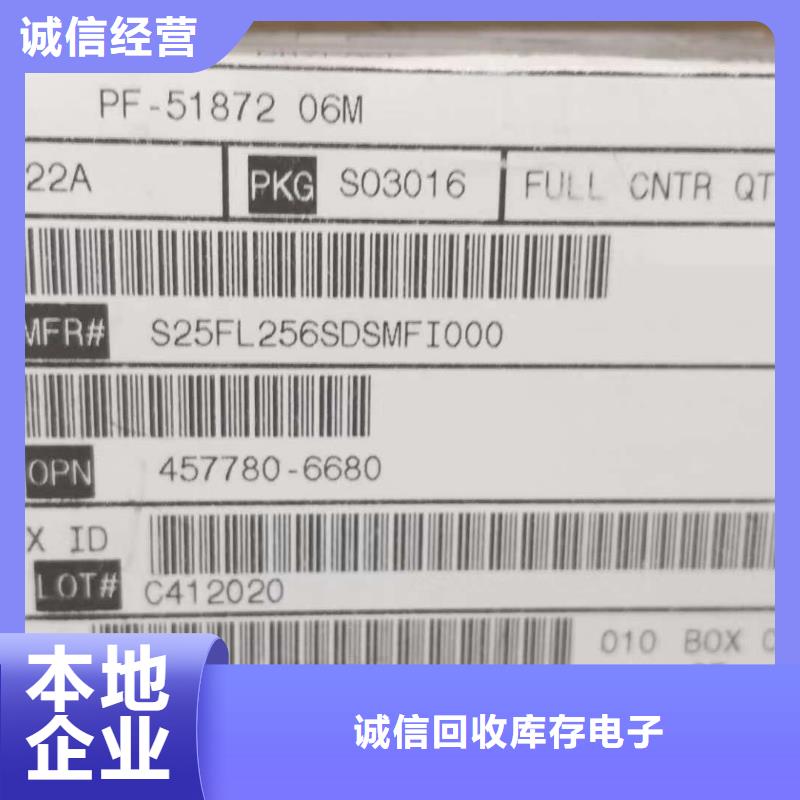 诚信经营
PF-51872 06M
22A PKG S03016 FULL CNTR QT
MFR# S25FL256SDSMFI000
OPN 457780-6680
X ID
LOT# C412020
010 BOX
本地
企业
诚信回收库存电子